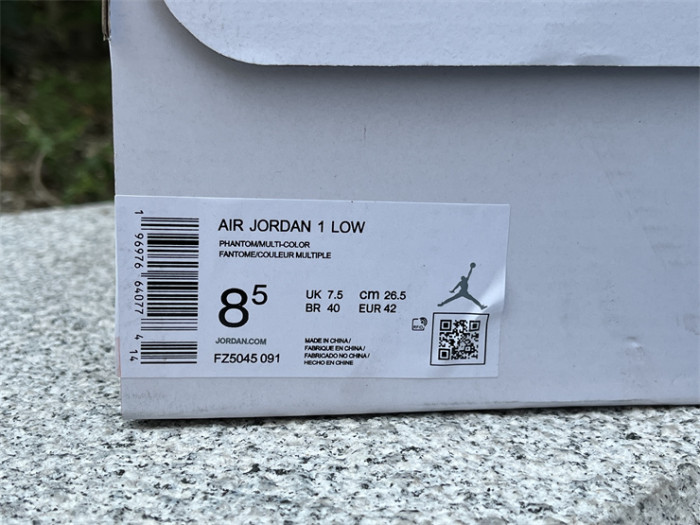 AIR JORDAN 1 LOW
PHANTOM/MULTI-COLOR
FANTOME/COULEUR MULTIPLE
8⁵
UK 7.5 cm 26.5
BR 40 EUR 42
JORDAN.COM
FZ5045 091
MADE IN CHINA /
FABRIQUE EN CHINE /
FABRICADO NO CHINA /
HECHO EN CHINE
1 96976 64077 4 14